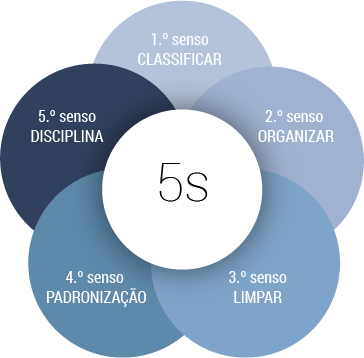 1.º senso
CLASSIFICAR
2.º senso
ORGANIZAR
3.º senso
LIMPAR
4.º senso
PADRONIZAÇÃO
5.º senso
DISCIPLINA
5s